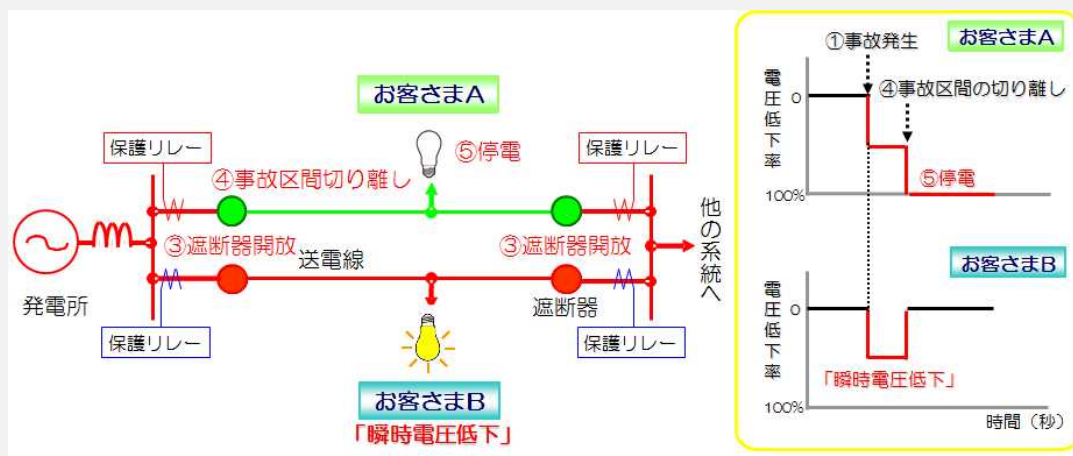 お客さまA
保護リレー
⑤停電
保護リレー
④事故区間切り離し
③遮断器開放
③遮断器開放
送電線
他の系統へ
発電所
遮断器
保護リレー
保護リレー
お客さまB
「瞬時電圧低下」
①事故発生
お客さまA
電圧低下率
0
④事故区間の切り離し
100%
⑤停電
お客さまB
電圧低下率
0
「瞬時電圧低下」
100%
時間（秒）